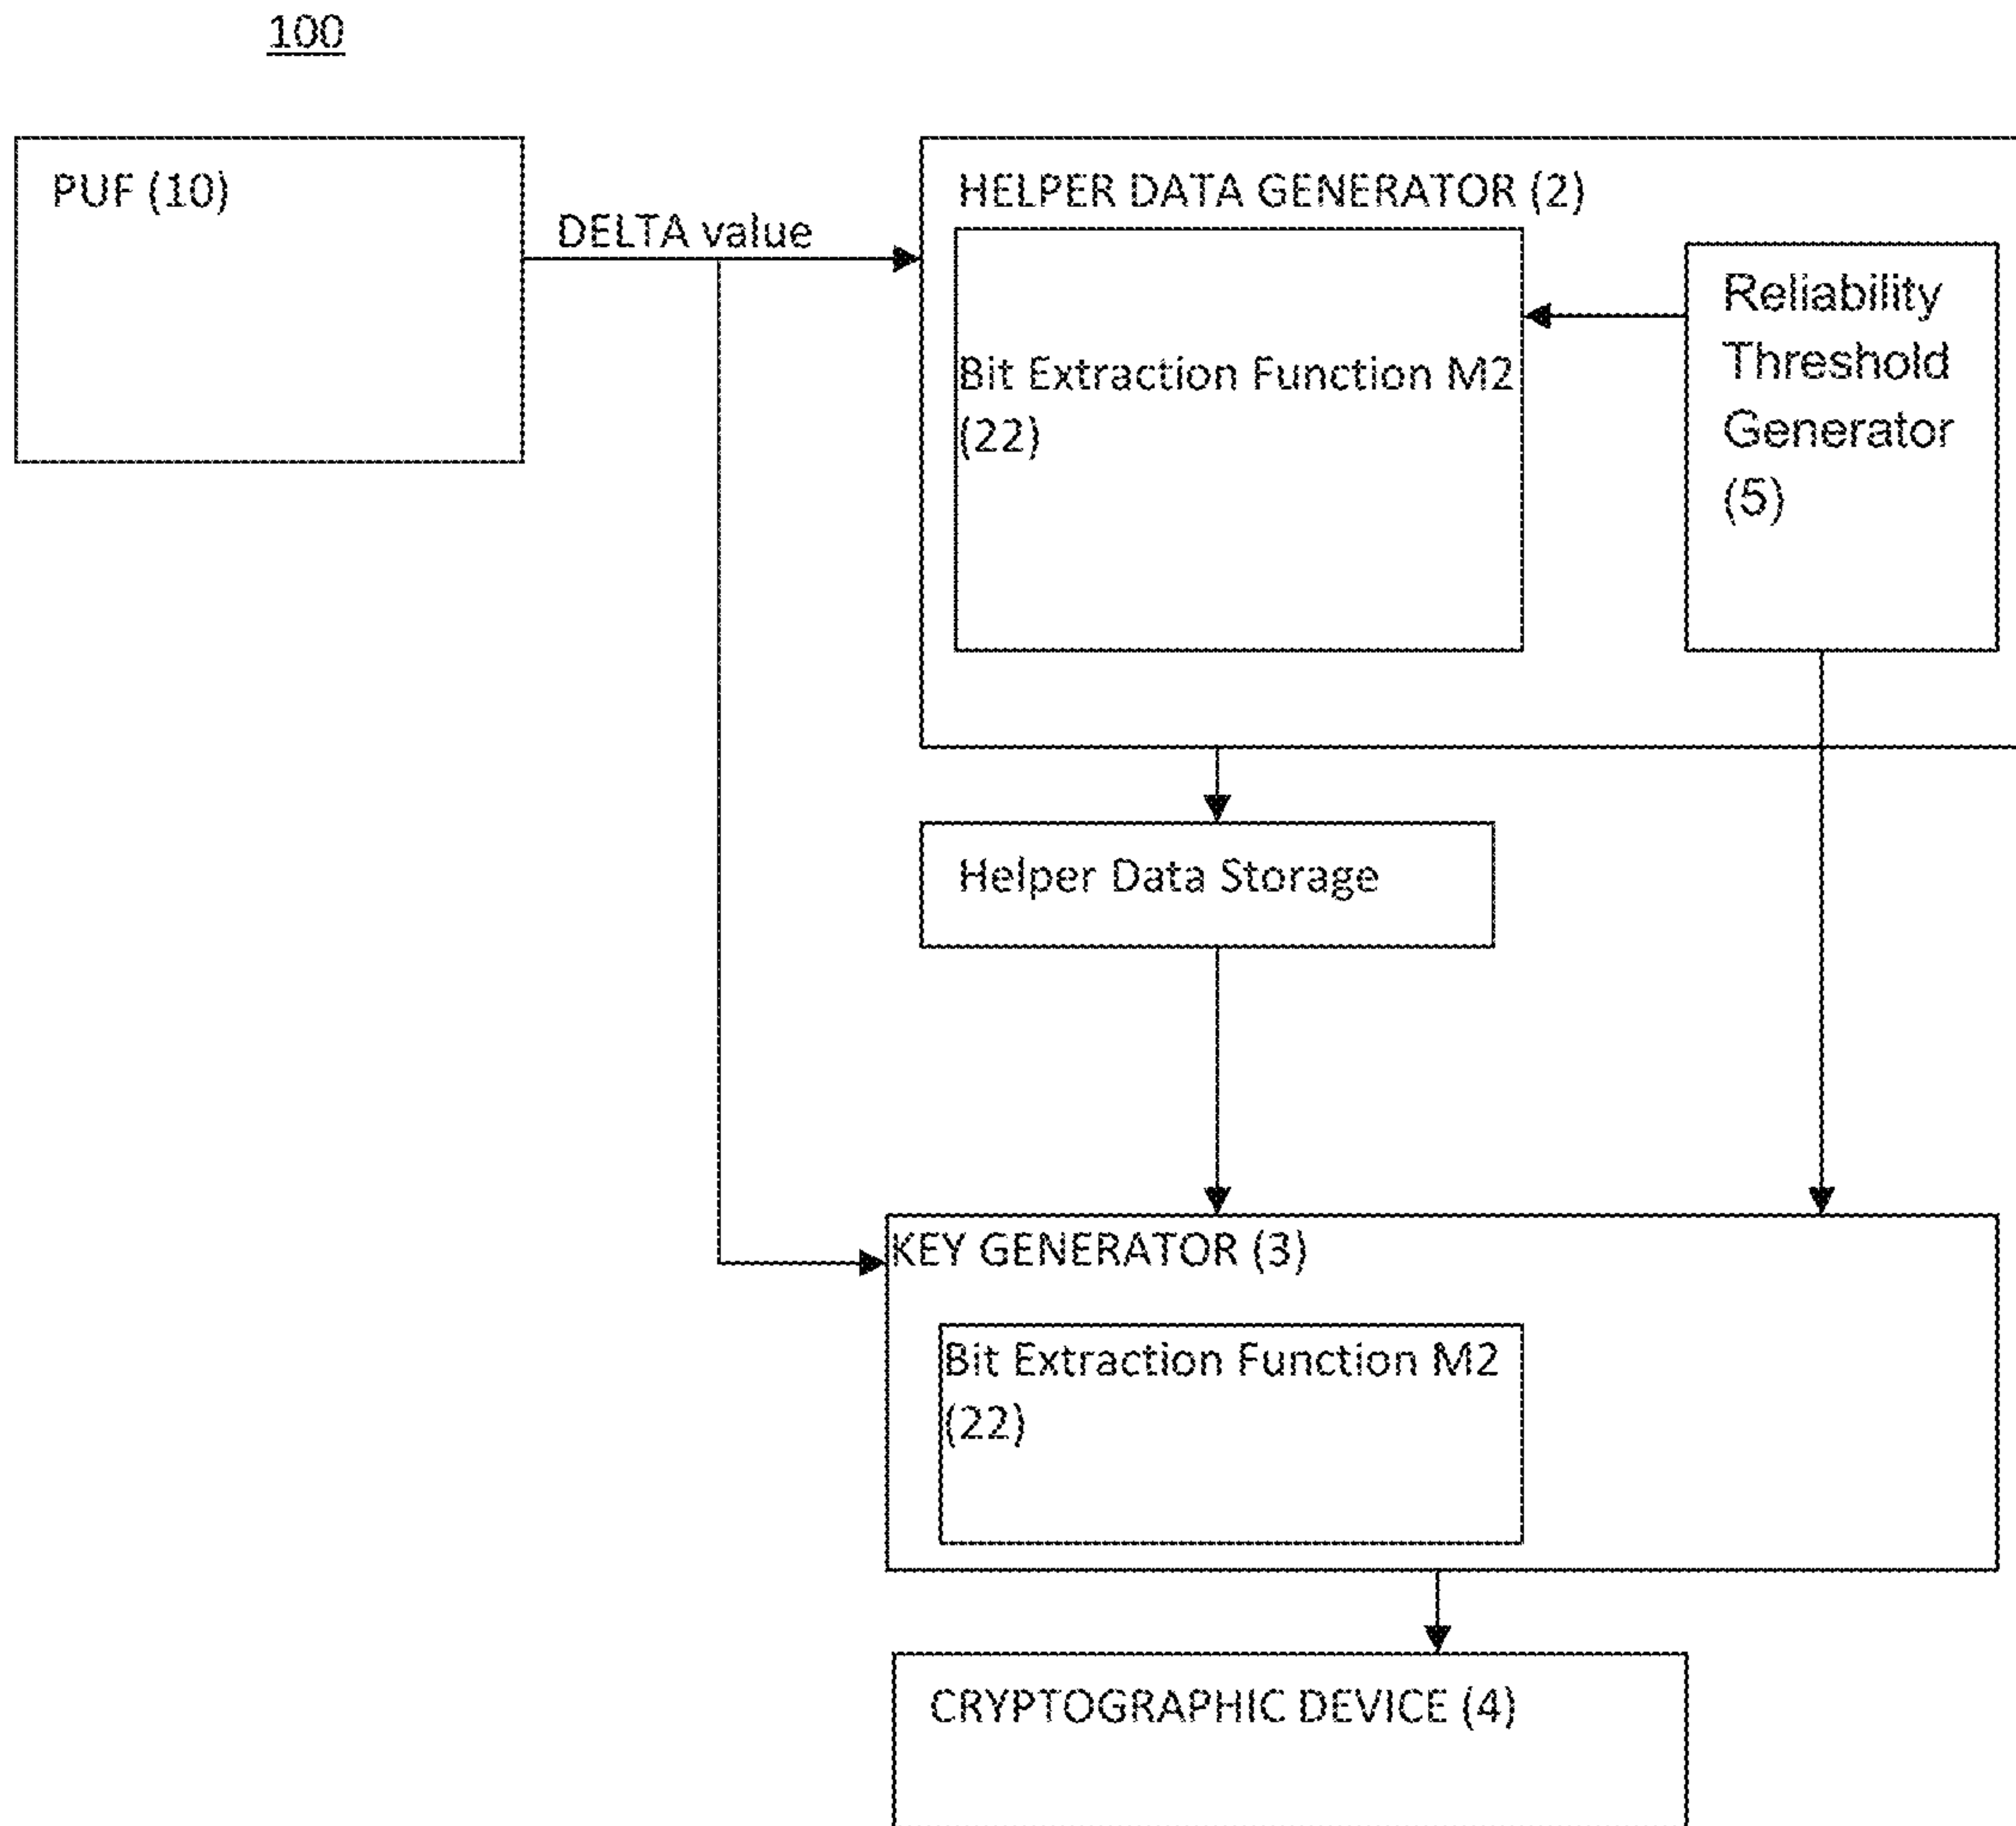 100
PUF (10)
DELTA value
HELPER DATA GENERATOR (2)
Bit Extraction Function M2
(22)
Reliability
Threshold
Generator
(5)
Helper Data Storage
KEY GENERATOR (3)
Bit Extraction Function M2
(22)
CRYPTOGRAPHIC DEVICE (4)